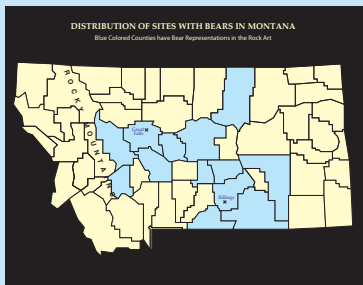 DISTRIBUTION OF SITES WITH BEARS IN MONTANA
Blue Colored Counties have Bear Representations in the Rock Art
ROCKY MOUNTAINS
Great
Falls
Billings